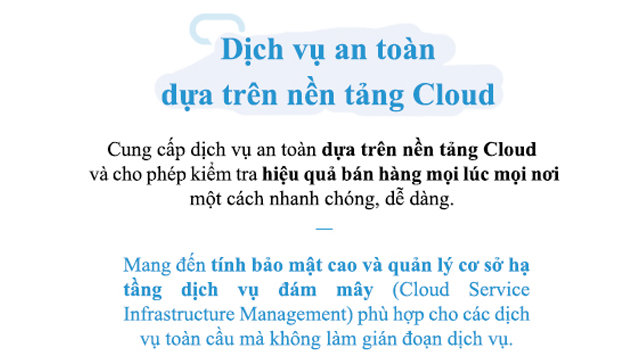 Dịch vụ an toàn
dựa trên nền tảng Cloud
Cung cấp dịch vụ an toàn dựa trên nền tảng Cloud
và cho phép kiểm tra hiệu quả bán hàng mọi lúc mọi nơi
một cách nhanh chóng, dễ dàng.
Mang đến tính bảo mật cao và quản lý cơ sở hạ
tầng dịch vụ đám mây (Cloud Service
Infrastructure Management) phù hợp cho các dịch
vụ toàn cầu mà không làm gián đoạn dịch vụ.